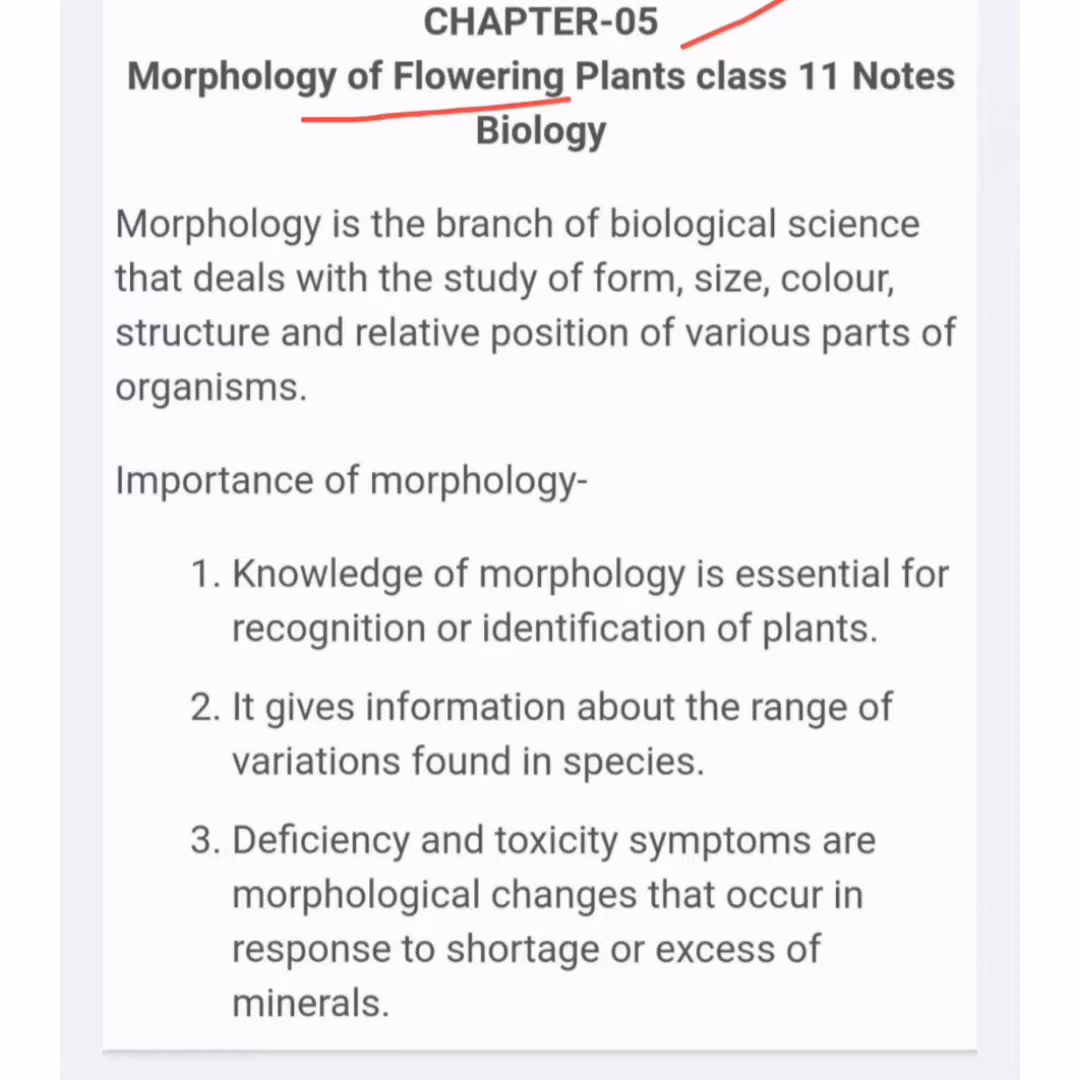 CHAPTER-05
Morphology of Flowering Plants class 11 Notes
Biology
Morphology is the branch of biological science
that deals with the study of form, size, colour,
structure and relative position of various parts of
organisms.
Importance of morphology-
1. Knowledge of morphology is essential for
recognition or identification of plants.
2. It gives information about the range of
variations found in species.
3. Deficiency and toxicity symptoms are
morphological changes that occur in
response to shortage or excess of
minerals.